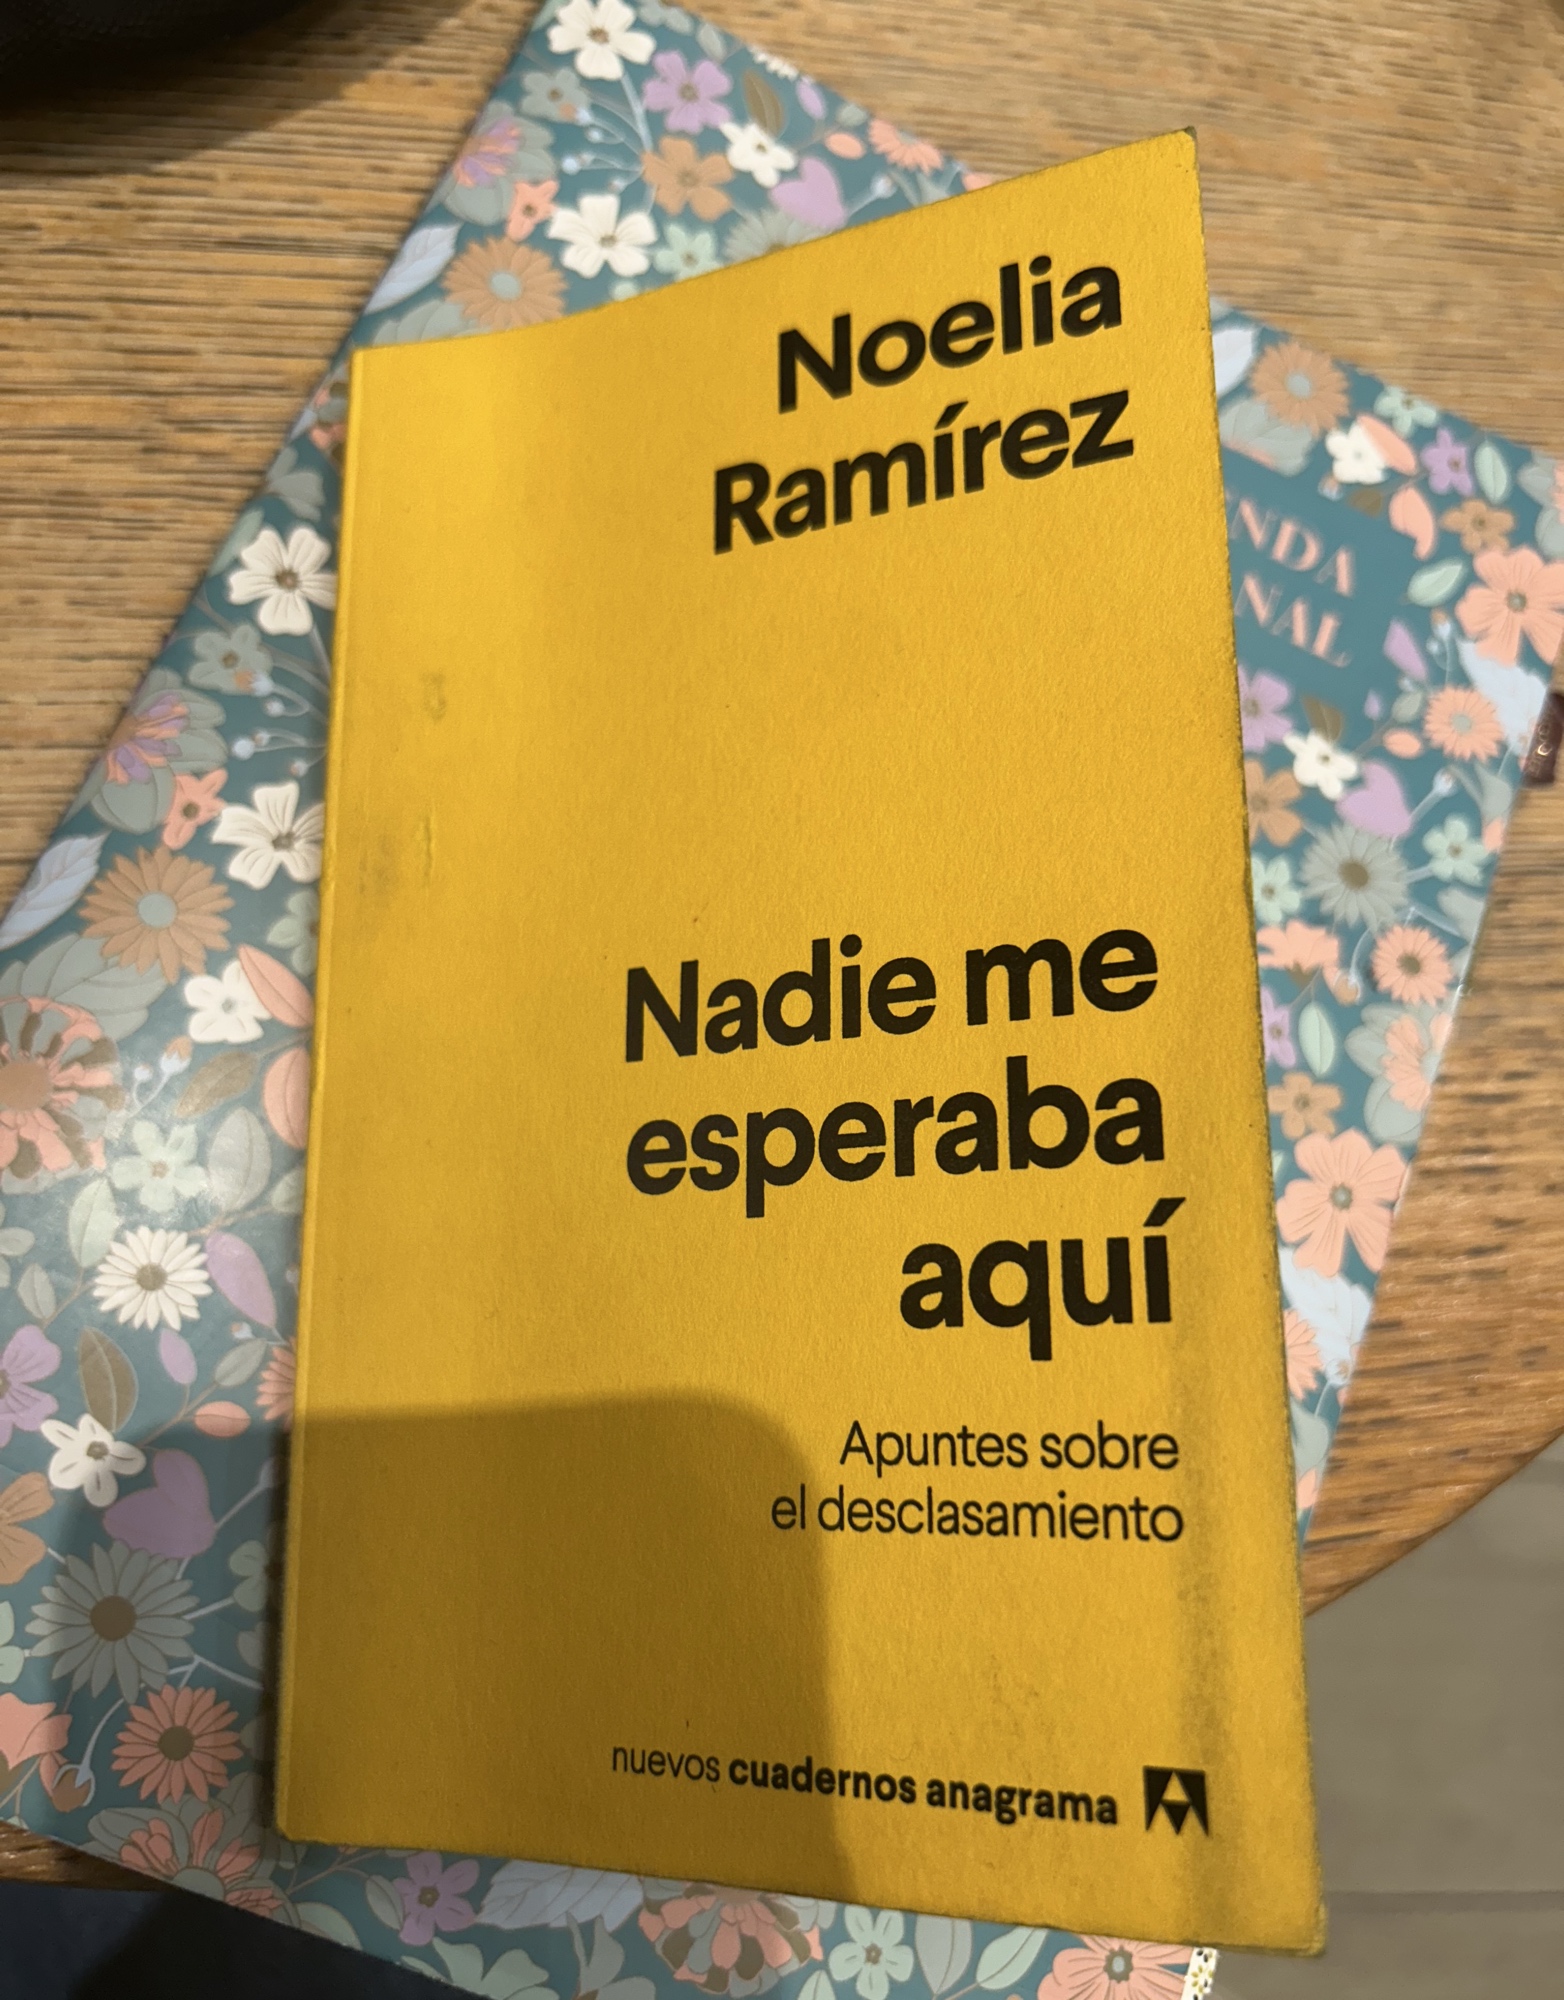 Noelia
Ramírez
Nadie me
esperaba
aquí
Apuntes sobre
el desclasamiento
nuevos cuadernos anagrama